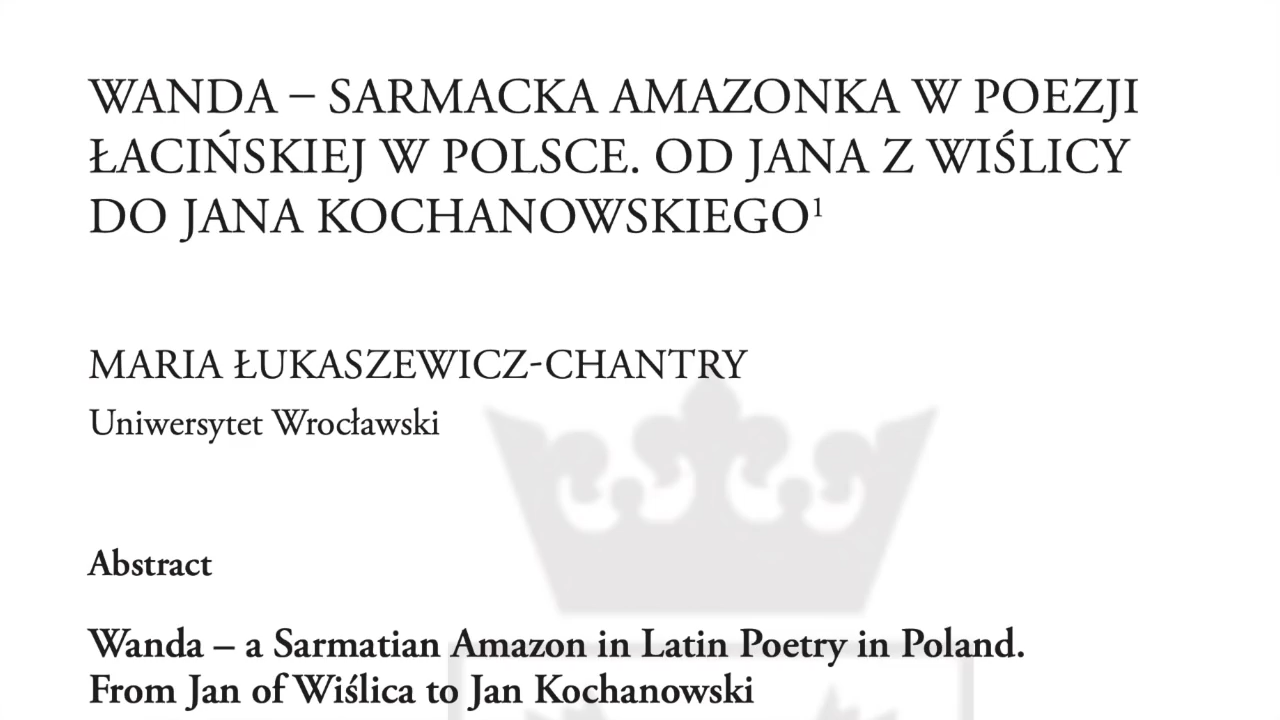 WANDA – SARMACKA AMAZONKA W POEZJI
ŁACIŃSKIEJ W POLSCE. OD JANA Z WIŚLICY
DO JANA KOCHANOWSKIEGO¹
MARIA ŁUKASZEWICZ-CHANTRY
Uniwersytet Wrocławski
Abstract
Wanda – a Sarmatian Amazon in Latin Poetry in Poland.
From Jan of Wiślica to Jan Kochanowski